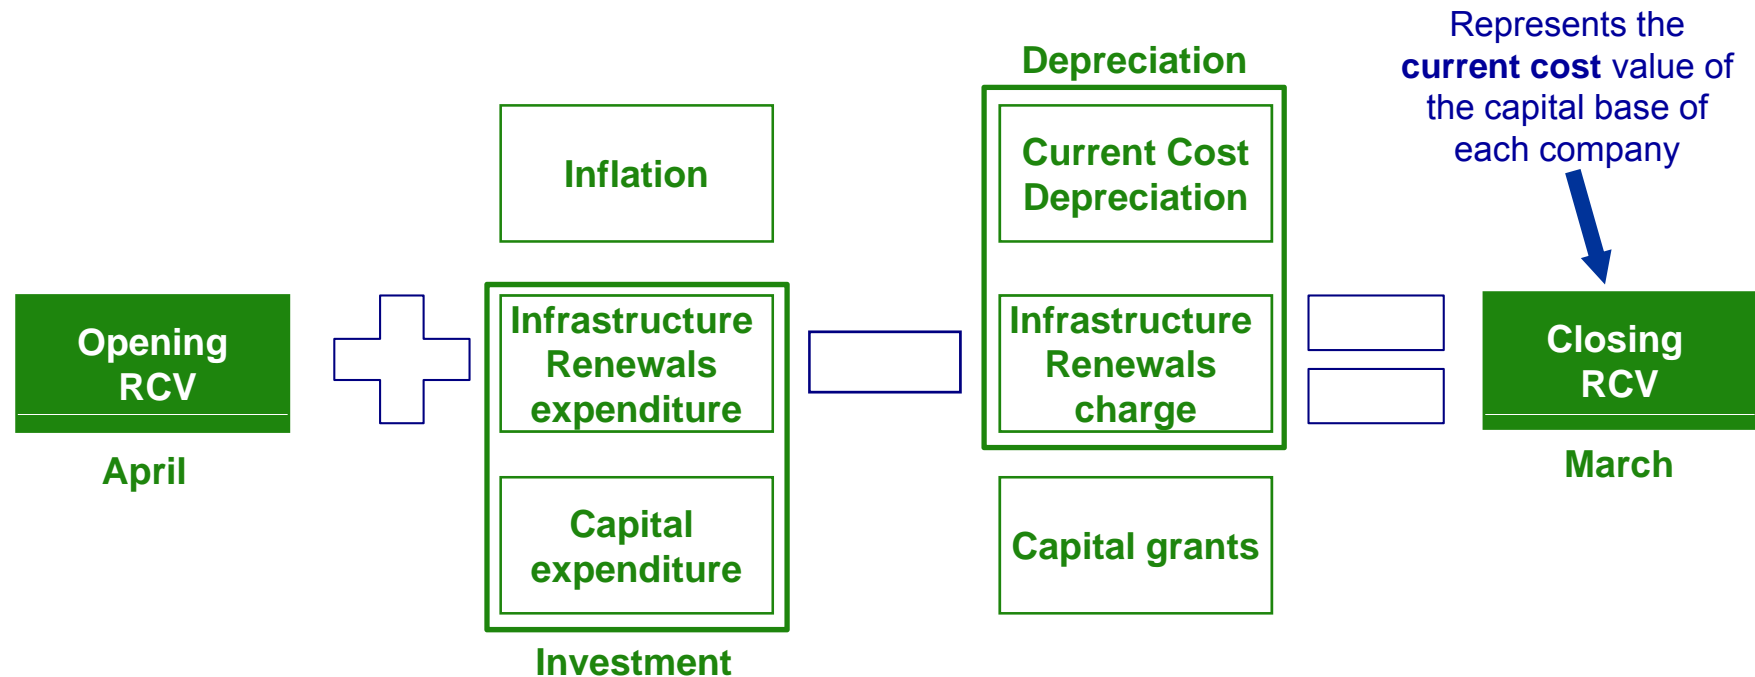 Opening
RCV
April
Inflation
Infrastructure
Renewals
expenditure
Capital
expenditure
Investment
Depreciation
Current Cost
Depreciation
Infrastructure
Renewals
charge
Capital grants
Represents the
current cost value of
the capital base of
each company
Closing
RCV
March